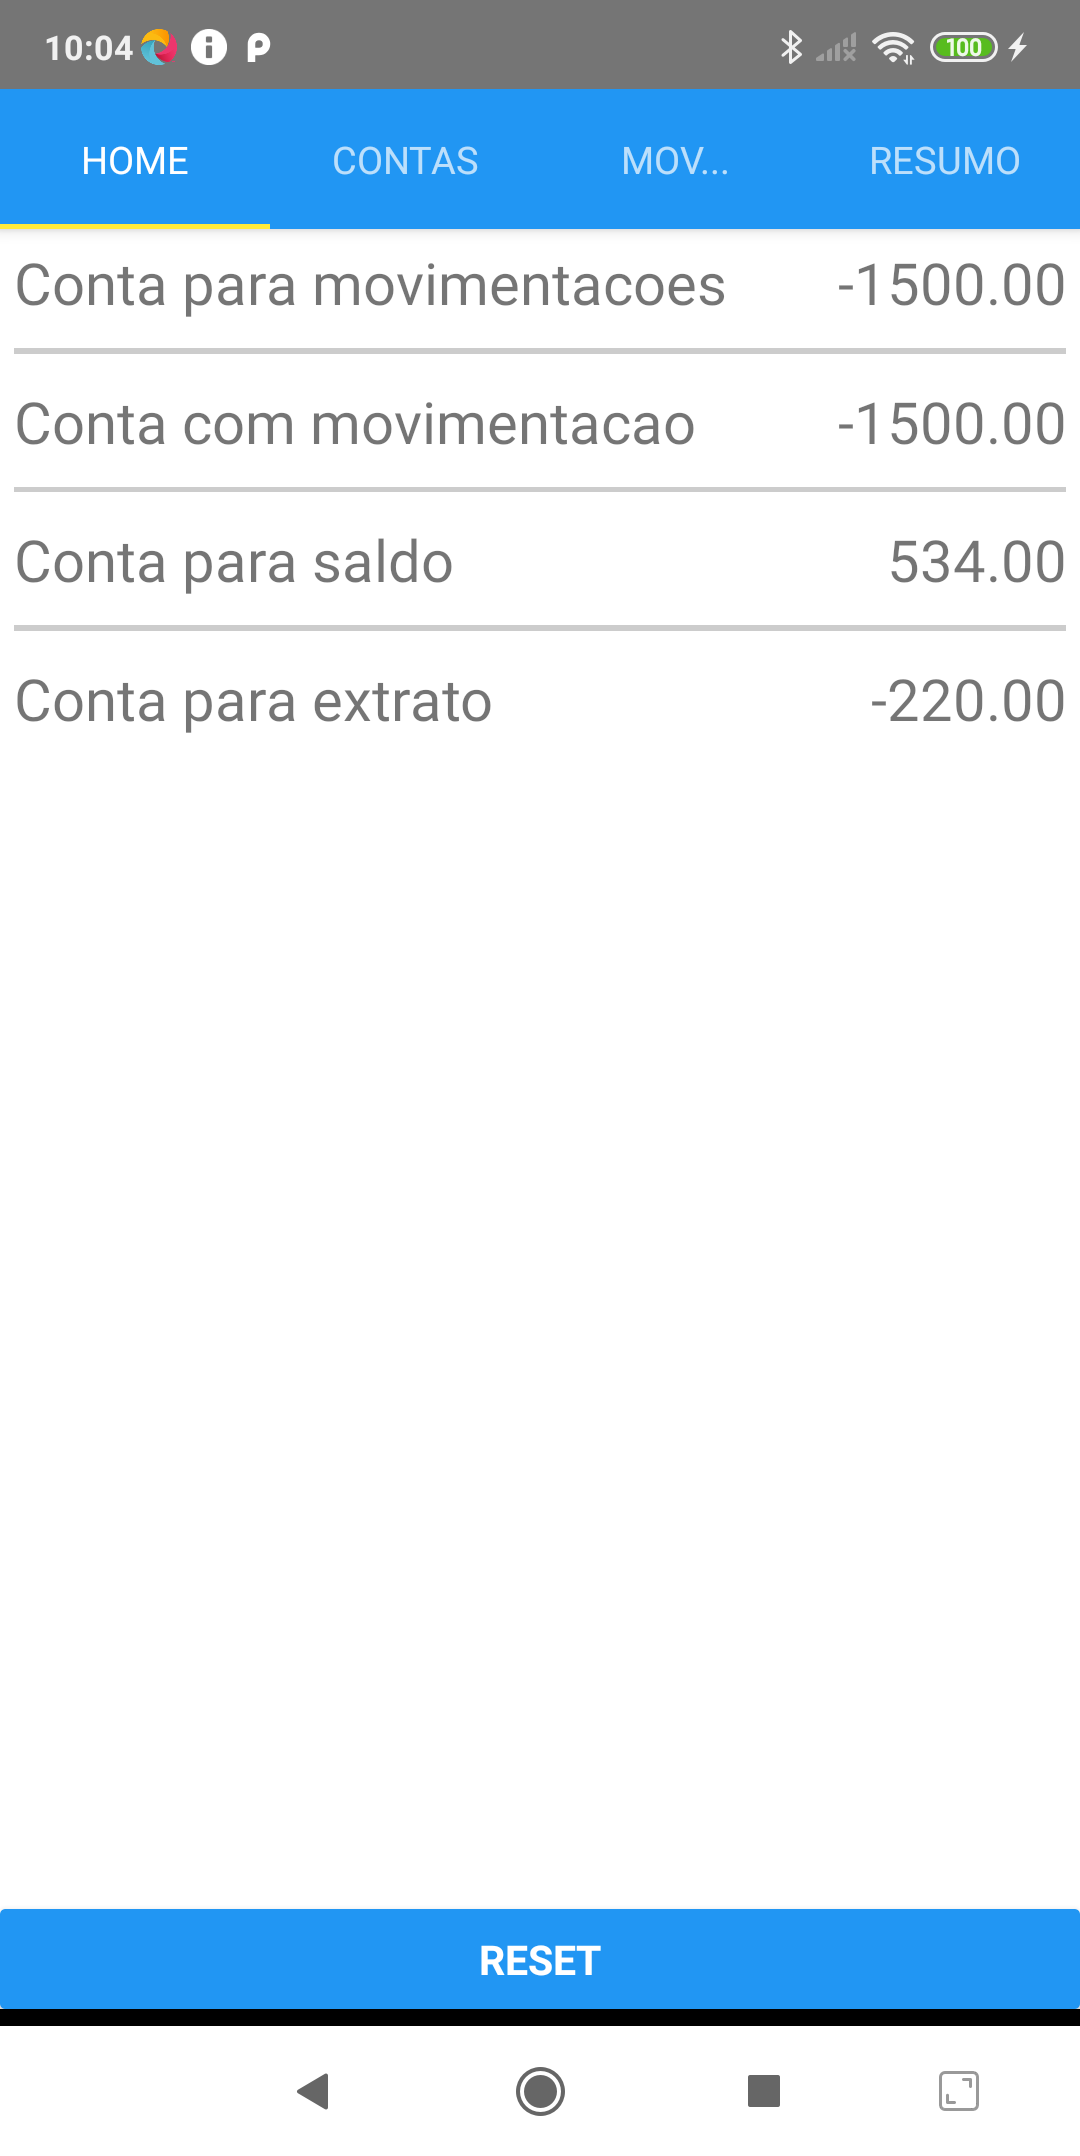 10:04 100
HOME CONTAS MOV... RESUMO
Conta para movimentacoes -1500.00
Conta com movimentacao -1500.00
Conta para saldo 534.00
Conta para extrato -220.00
RESET